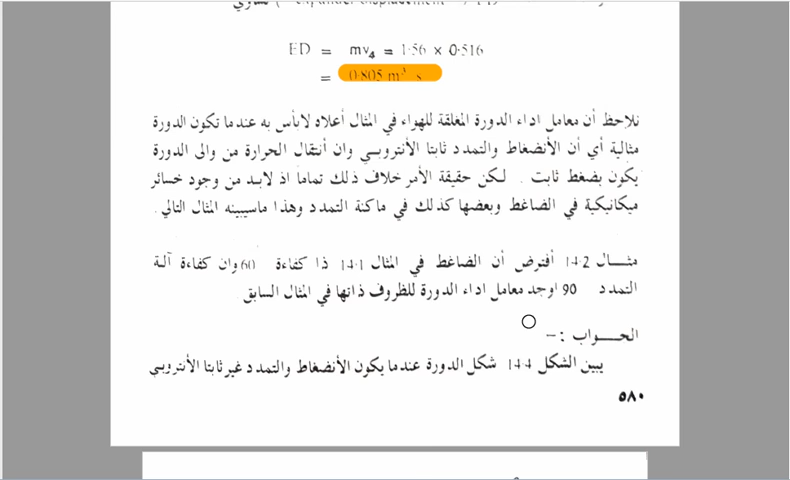 ED = mv4 = 1·56 × 0·516
= 0.805 m³ s
نلاحظ أن معامل اداء الدورة المغلقة للهواء في المثال أعلاه لابأس به عندما تكون الدورة
مثالية أي أن الأنضغاط والتمدد ثابتا الأنتروبي وان أنتقال الحرارة من والى الدورة
يكون بضغط ثابت . لكن حقيقة الأمر خلاف ذلك تماماً اذ لابد من وجود خسائر
ميكانيكية في الضاغط وبعضها كذلك في ماكنة التمدد وهذا ماسيبينه المثال التالي.
مثـــال 14·2 أفترض أن الضاغط في المثال 14·1 ذا كفاءة 60 وان كفاءة آلة
التمدد 90 اوجد معامل اداء الدورة للظروف ذاتها في المثال السابق.
الجـــواب :-
يبين الشكل 14·4 شكل الدورة عندما يكون الأنضغاط والتمدد غير ثابتا الأنتروبي
٥٨٠